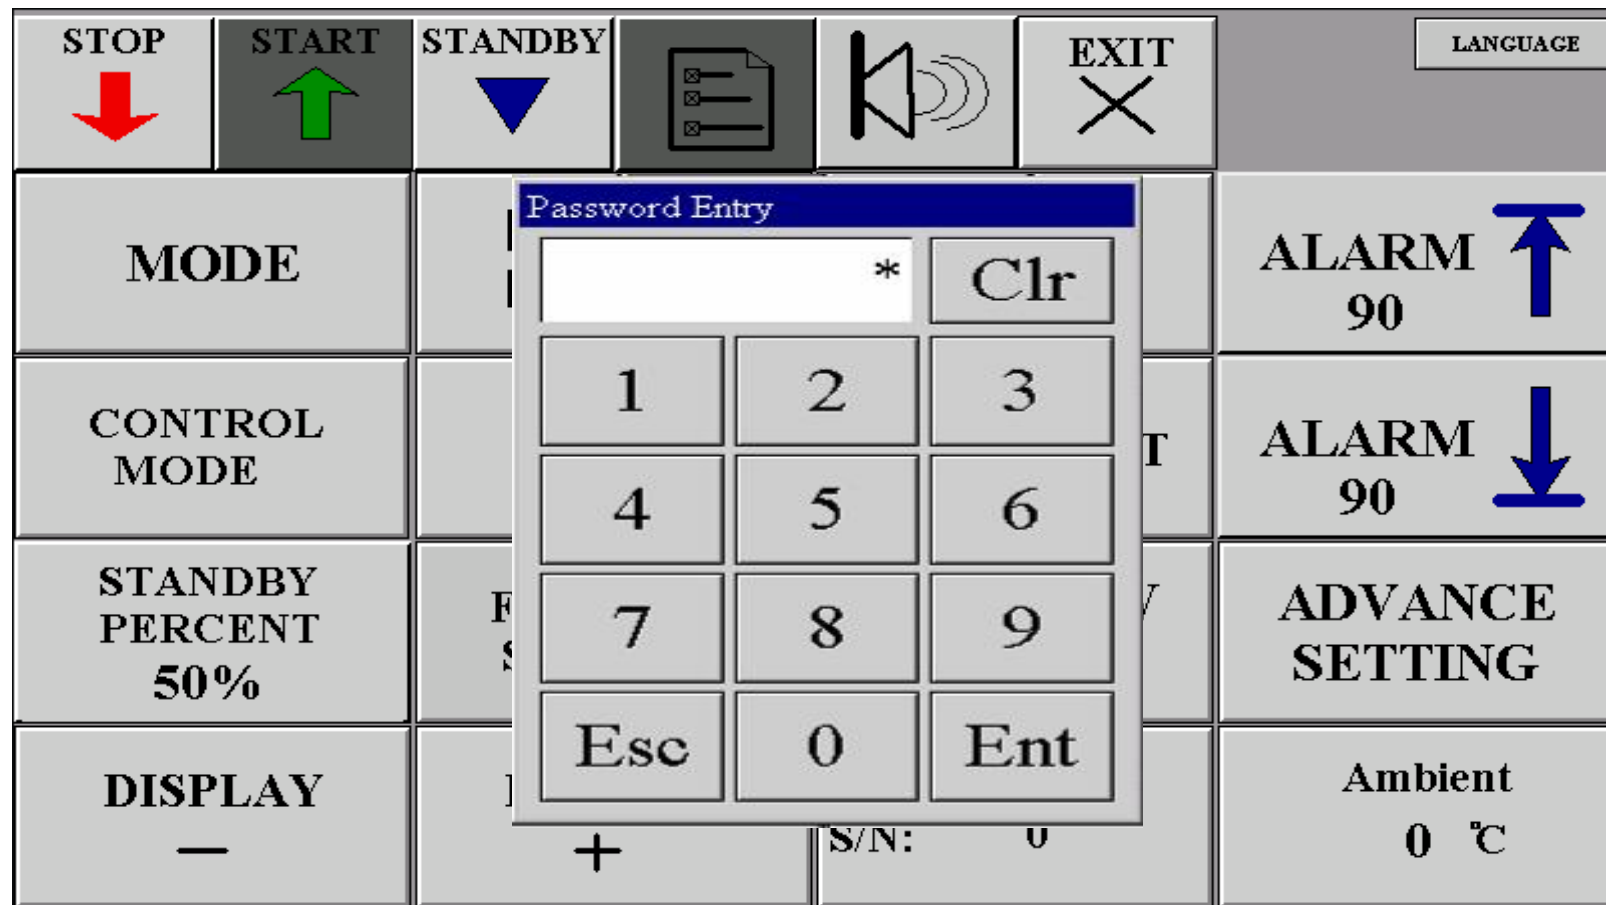 STOP
START
STANDBY
EXIT
LANGUAGE
MODE
ALARM
90
CONTROL
MODE
ALARM
90
STANDBY
PERCENT
50%
ADVANCE
SETTING
DISPLAY
—
+
S/N: 0
Ambient
0 ℃
Password Entry
* Clr
1 2 3
4 5 6
7 8 9
Esc 0 Ent